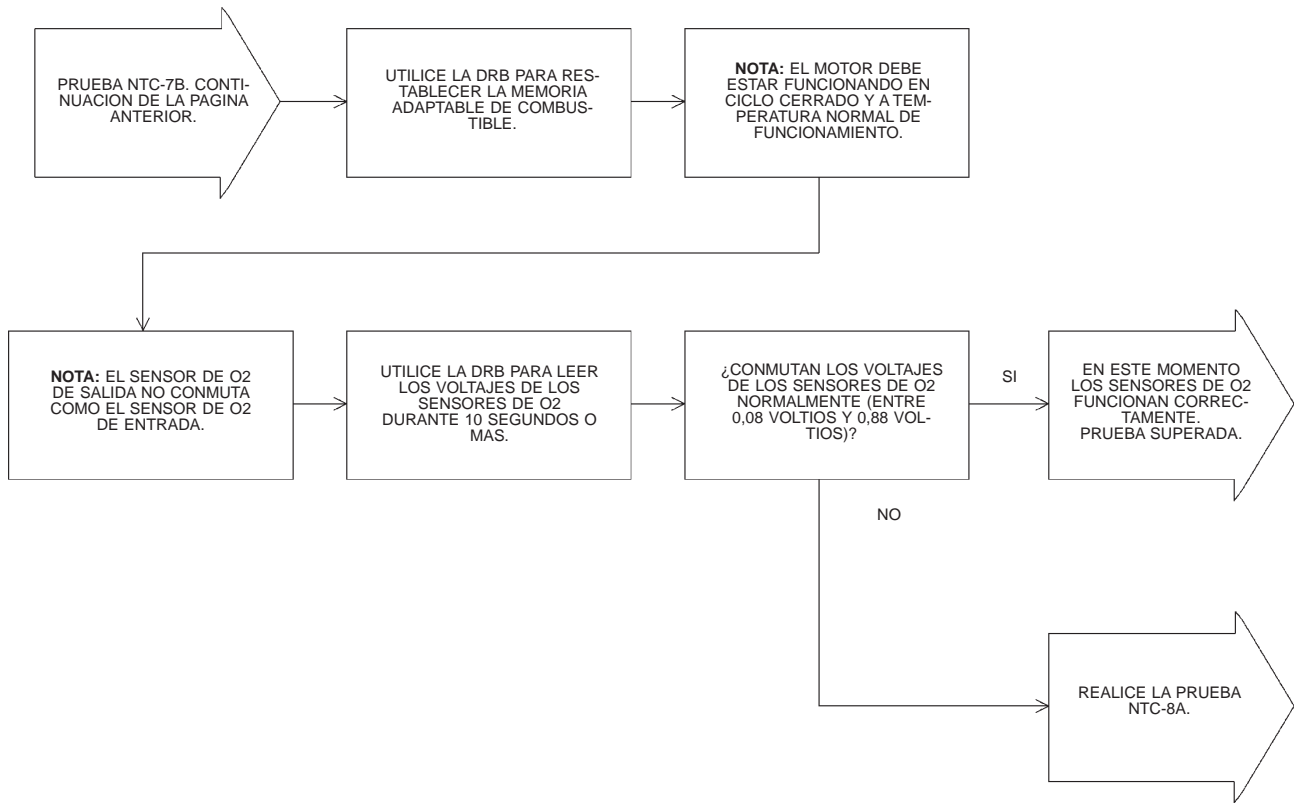 PRUEBA NTC-7B. CONTI-
NUACION DE LA PAGINA
ANTERIOR.
UTILICE LA DRB PARA RES-
TABLECER LA MEMORIA
ADAPTABLE DE COMBUS-
TIBLE.
NOTA: EL MOTOR DEBE
ESTAR FUNCIONANDO EN
CICLO CERRADO Y A TEM-
PERATURA NORMAL DE
FUNCIONAMIENTO.
NOTA: EL SENSOR DE O2
DE SALIDA NO CONMUTA
COMO EL SENSOR DE O2
DE ENTRADA.
UTILICE LA DRB PARA LEER
LOS VOLTAJES DE LOS
SENSORES DE O2
DURANTE 10 SEGUNDOS O
MAS.
¿CONMUTAN LOS VOLTAJES
DE LOS SENSORES DE O2
NORMALMENTE (ENTRE
0,08 VOLTIOS Y 0,88 VOL-
TIOS)?
SI
EN ESTE MOMENTO
LOS SENSORES DE O2
FUNCIONAN CORREC-
TAMENTE.
PRUEBA SUPERADA.
NO
REALICE LA PRUEBA
NTC-8A.